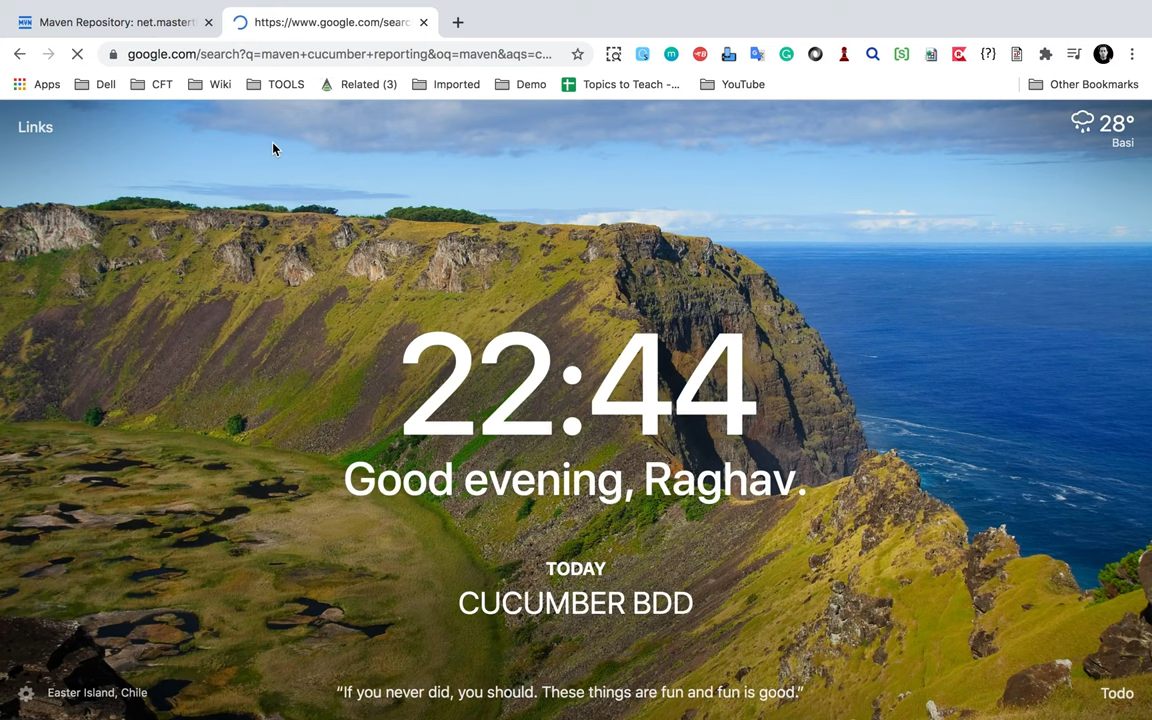 Maven Repository: net.mastert
https://www.google.com/searc
google.com/search?q=maven+cucumber+reporting&oq=maven&aqs=c...
Apps
Dell
CFT
Wiki
TOOLS
Related (3)
Imported
Demo
Topics to Teach -...
YouTube
Other Bookmarks
Links
28°
Basi
22:44
Good evening, Raghav.
TODAY
CUCUMBER BDD
Easter Island, Chile
“If you never did, you should. These things are fun and fun is good.”
Todo